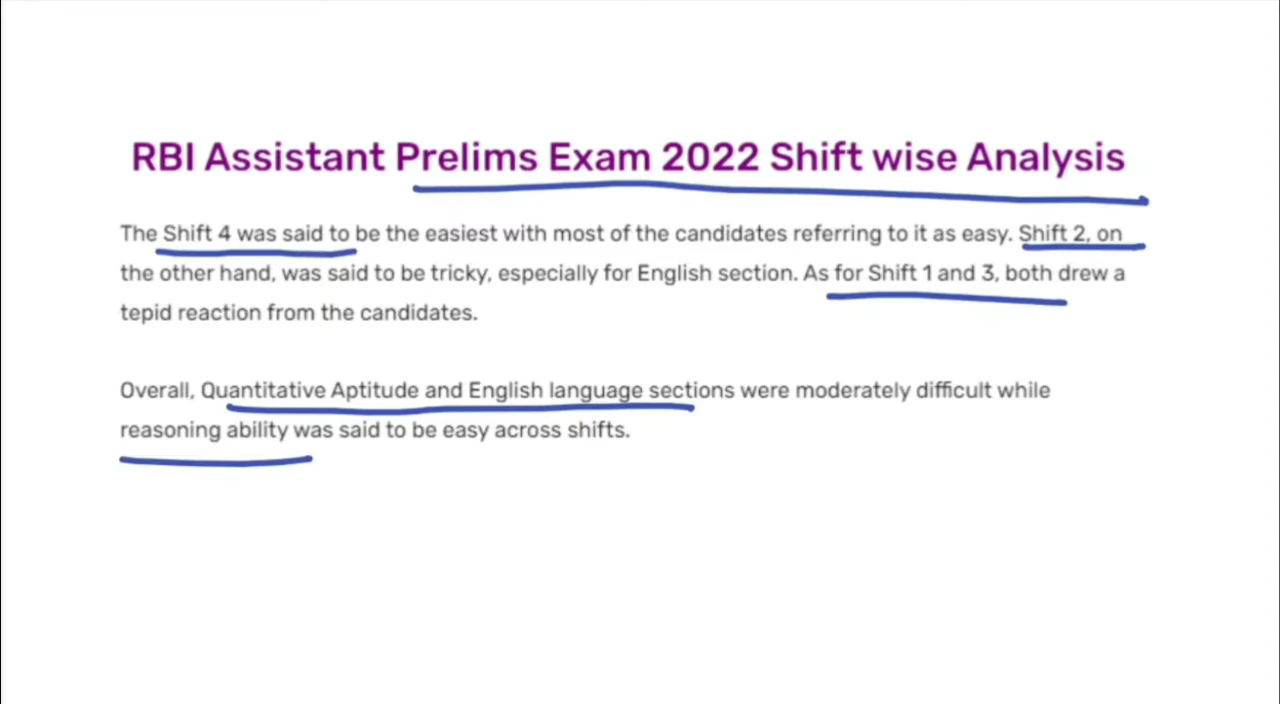 RBI Assistant Prelims Exam 2022 Shift wise Analysis
The Shift 4 was said to be the easiest with most of the candidates referring to it as easy. Shift 2, on
the other hand, was said to be tricky, especially for English section. As for Shift 1 and 3, both drew a
tepid reaction from the candidates.
Overall, Quantitative Aptitude and English language sections were moderately difficult while
reasoning ability was said to be easy across shifts.